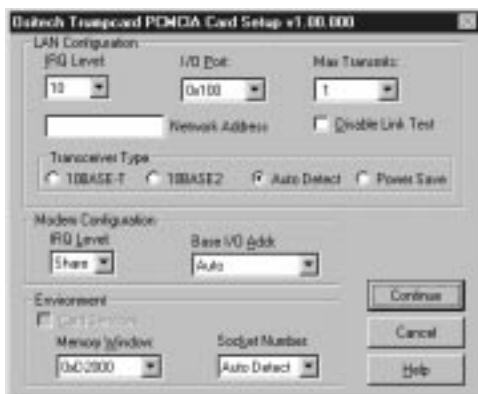 Ositech Trumpcard PCMCIA Card Setup v1.00.000
LAN Configuration
IRQ Level: I/O Port: Max Transmits:
10 0x100 1
Network Address Disable Link Test
Transceiver Type
10BASE-T 10BASE2 Auto Detect Power Save
Modem Configuration
IRQ Level: Base I/O Addr:
Share Auto
Environment
Card Services
Memory Window: Socket Number:
0xD2000 Auto Detect
Continue
Cancel
Help